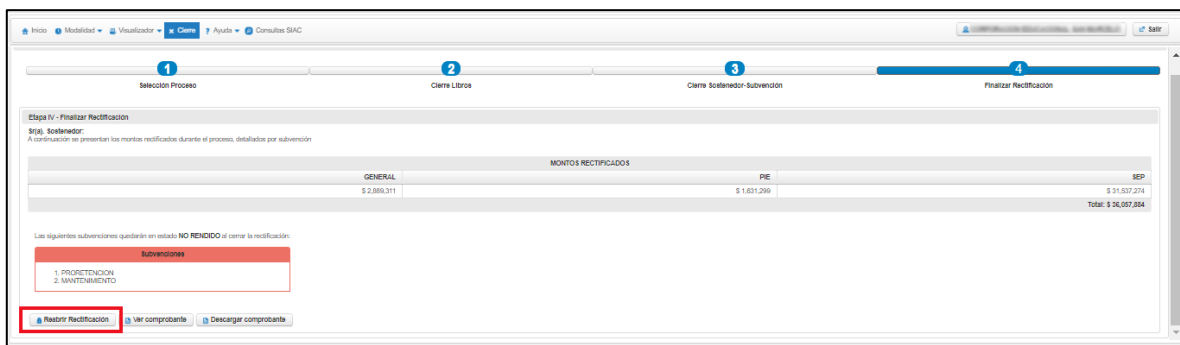 Inicio Modalidad Visualizador Cierre Ayuda Consultas SIAC Salir
1 2 3 4
Selección Proceso Cierre Libros Cierre Sostenedor-Subvención Finalizar Rectificación
Etapa IV - Finalizar Rectificación
Sr(a). Sostenedor:
A continuación se presentan los montos rectificados durante el proceso, detallados por subvención
MONTOS RECTIFICADOS
GENERAL PIE SEP
$ 2,889,311 $ 1,631,299 $ 31,537,274
Total: $ 36,057,884
Las siguientes subvenciones quedarán en estado NO RENDIDO al cerrar la rectificación:
Subvenciones
1. PRORETENCION
2. MANTENIMIENTO
Reabrir Rectificación Ver comprobante Descargar comprobante